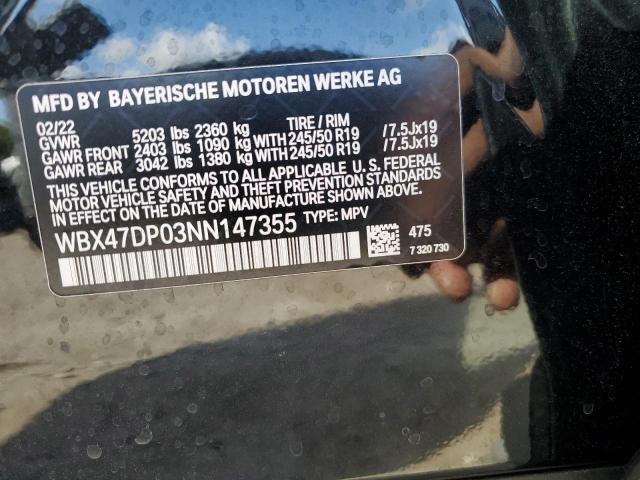 MFD BY BAYERISCHE MOTOREN WERKE AG
02/22 TIRE / RIM
GVWR 5203 lbs 2360 kg
GAWR FRONT 2403 lbs 1090 kg WITH 245/50 R19 /7.5Jx19
GAWR REAR 3042 lbs 1380 kg WITH 245/50 R19 /7.5Jx19
THIS VEHICLE CONFORMS TO ALL APPLICABLE U. S. FEDERAL
MOTOR VEHICLE SAFETY AND THEFT PREVENTION STANDARDS
IN EFFECT ON THE DATE OF MANUFACTURE SHOWN ABOVE.
WBX47DP03NN147355 TYPE: MPV
475
7 320 730